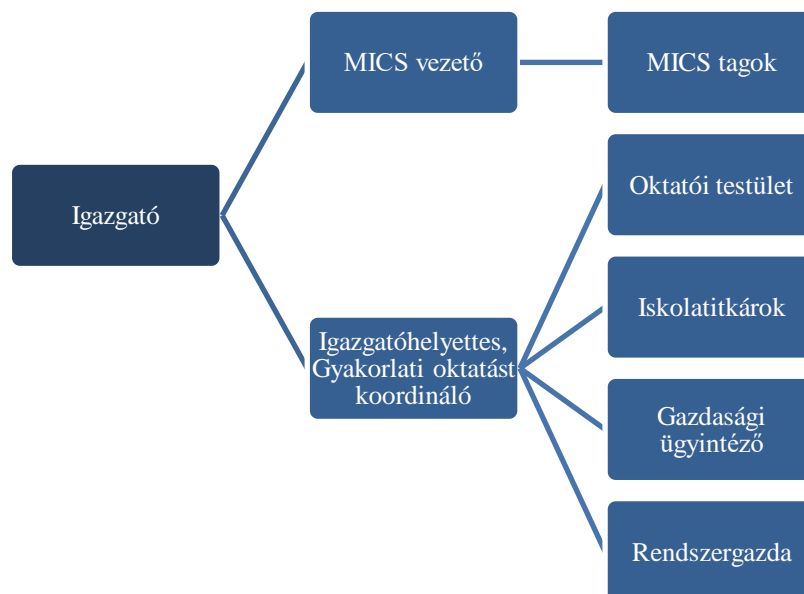 MICS vezető
MICS tagok
Oktatói testület
Igazgató
Iskolatitkárok
Igazgatóhelyettes,
Gyakorlati oktatást
koordináló
Gazdasági
ügyintéző
Rendszergazda